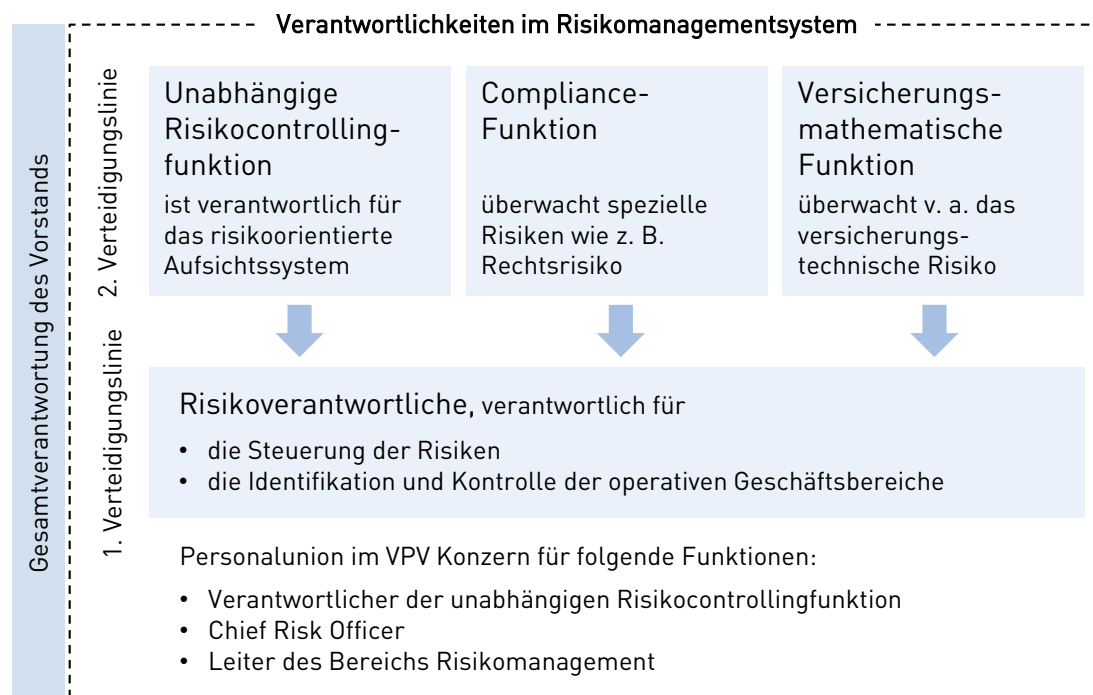 Verantwortlichkeiten im Risikomanagementsystem
Gesamtverantwortung des Vorstands
2. Verteidigungslinie
Unabhängige
Risikocontrolling-
funktion
ist verantwortlich für
das risikoorientierte
Aufsichtssystem
Compliance-
Funktion
überwacht spezielle
Risiken wie z. B.
Rechtsrisiko
Versicherungs-
mathematische
Funktion
überwacht v. a. das
versicherungs-
technische Risiko
1. Verteidigungslinie
Risikoverantwortliche, verantwortlich für
• die Steuerung der Risiken
• die Identifikation und Kontrolle der operativen Geschäftsbereiche
Personalunion im VPV Konzern für folgende Funktionen:
• Verantwortlicher der unabhängigen Risikocontrollingfunktion
• Chief Risk Officer
• Leiter des Bereichs Risikomanagement